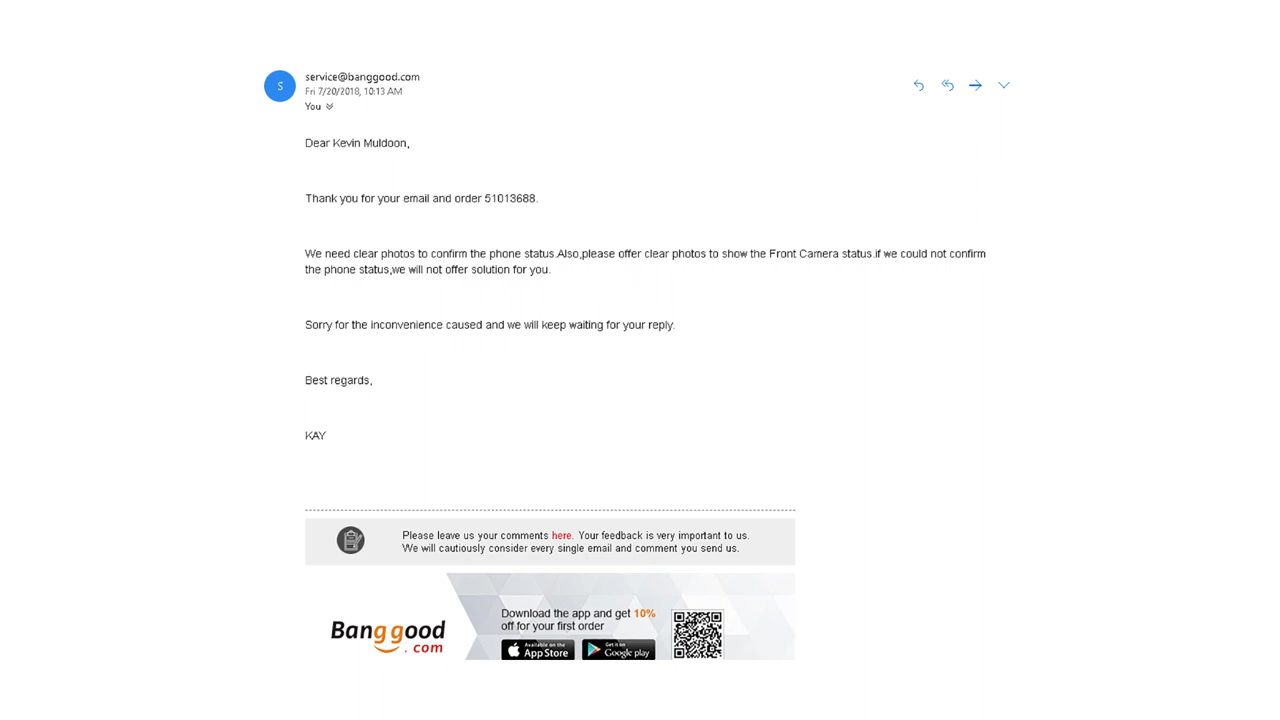 S
service@banggood.com
Fri 7/20/2018, 10:13 AM
You
Dear Kevin Muldoon,
Thank you for your email and order 51013688.
We need clear photos to confirm the phone status.Also,please offer clear photos to show the Front Camera status.if we could not confirm
the phone status,we will not offer solution for you.
Sorry for the inconvenience caused and we will keep waiting for your reply.
Best regards,
KAY
Please leave us your comments here. Your feedback is very important to us.
We will cautiously consider every single email and comment you send us.
Banggood
.com
Download the app and get 10%
off for your first order
Available on the
App Store
Get it on
Google play